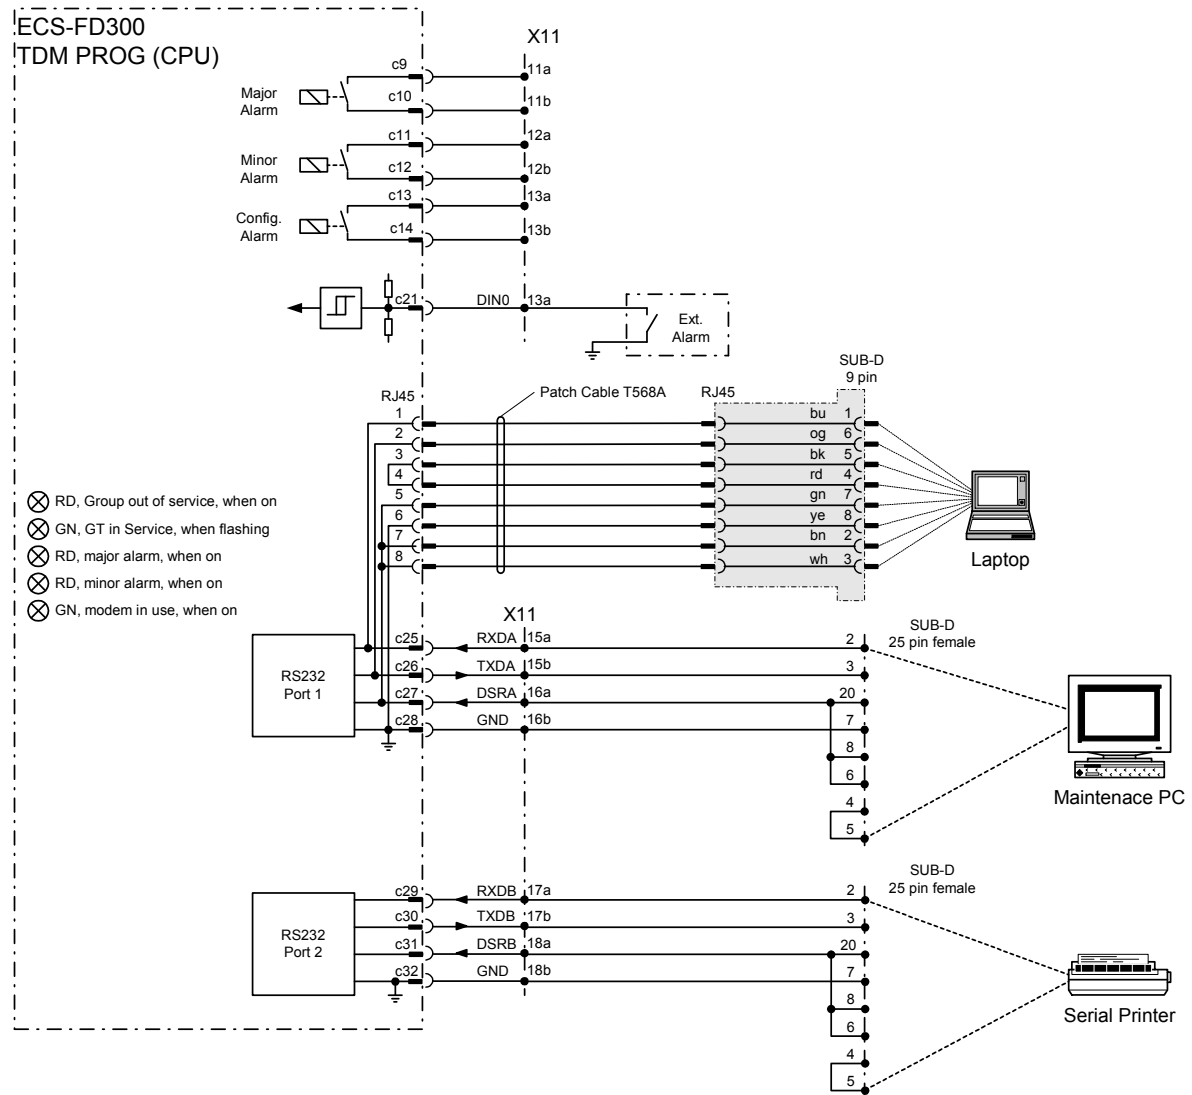 ECS-FD300
TDM PROG (CPU)
X11
c9
11a
Major
Alarm
c10
11b
c11
12a
Minor
Alarm
c12
12b
c13
13a
Config.
Alarm
c14
13b
c21
DIN0
13a
Ext.
Alarm
SUB-D
9 pin
RJ45
Patch Cable T568A
RJ45
1
bu
1
2
og
6
3
bk
5
4
rd
4
5
gn
7
6
ye
8
7
bn
2
8
wh
3
Laptop
RD, Group out of service, when on
GN, GT in Service, when flashing
RD, major alarm, when on
RD, minor alarm, when on
GN, modem in use, when on
X11
SUB-D
25 pin female
RS232
Port 1
c25
RXDA
15a
2
c26
TXDA
15b
3
c27
DSRA
16a
20
c28
GND
16b
7
8
6
4
5
Maintenace PC
SUB-D
25 pin female
RS232
Port 2
c29
RXDB
17a
2
c30
TXDB
17b
3
c31
DSRB
18a
20
c32
GND
18b
7
8
6
4
5
Serial Printer